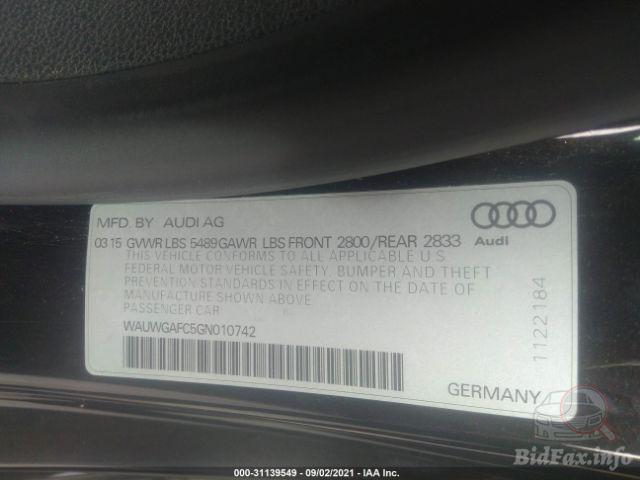 MFD. BY AUDI AG
03 15 GVWR LBS 5489 GAWR LBS FRONT 2800/REAR 2833
Audi
THIS VEHICLE CONFORMS TO ALL APPLICABLE U S
FEDERAL MOTOR VEHICLE SAFETY, BUMPER AND THEFT
PREVENTION STANDARDS IN EFFECT ON THE DATE OF
MANUFACTURE SHOWN ABOVE
PASSENGER CAR
WAUWGAFC5GN010742
1122184
GERMANY
BidFax.info
000-31139549 - 09/02/2021 - IAA Inc.